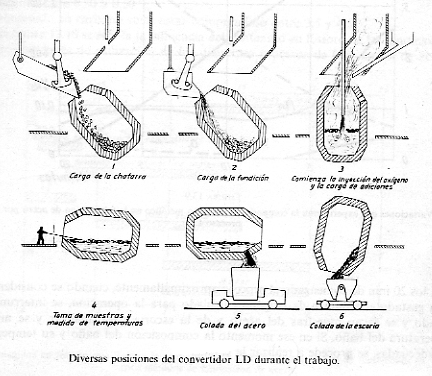 1
Carga de la chatarra
2
Carga de la fundición
3
Comienza la inyección del oxígeno
y la carga de adiciones
4
Toma de muestras y
medida de temperaturas
5
Colada del acero
6
Colada de la escoria
Diversas posiciones del convertidor LD durante el trabajo.